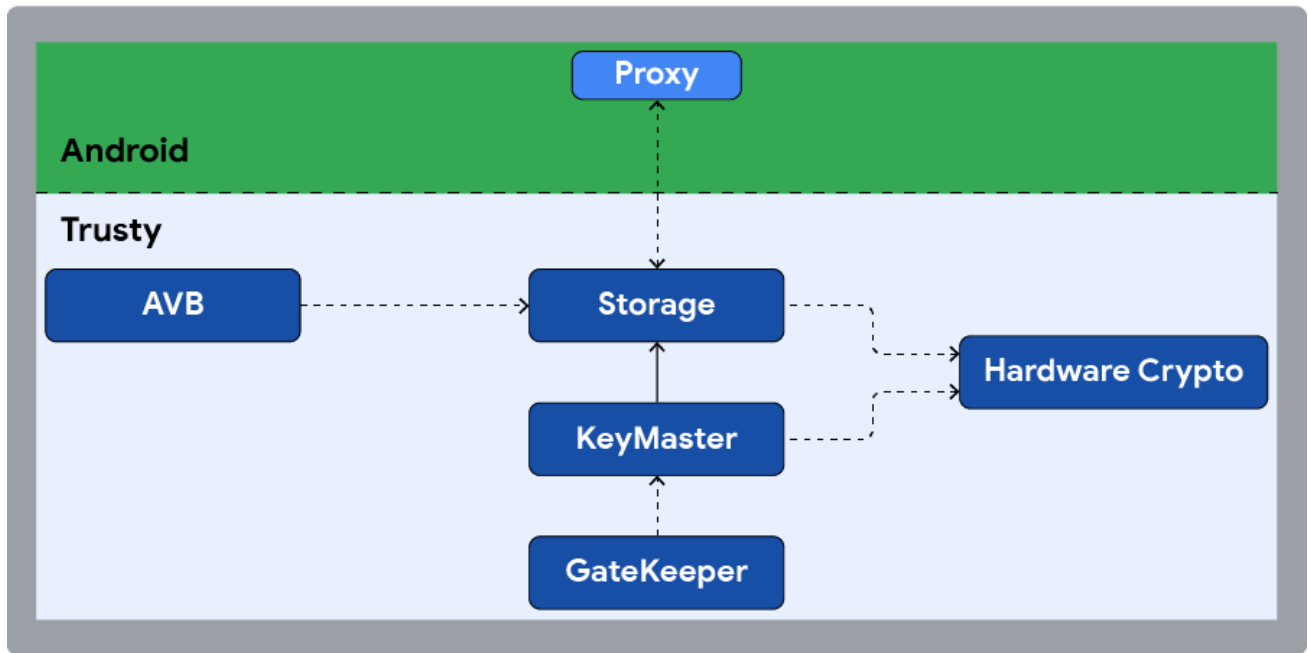 Proxy
Android
Trusty
AVB
Storage
Hardware Crypto
KeyMaster
GateKeeper